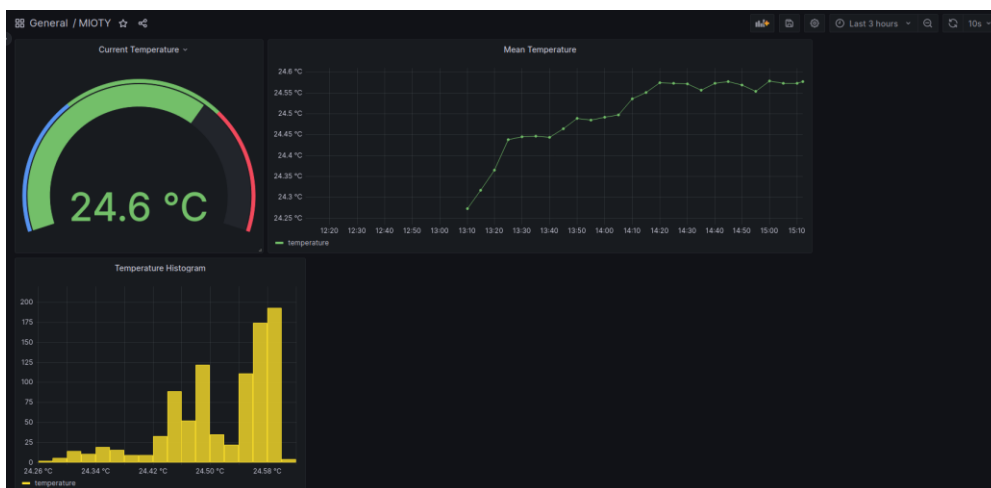 General / MIOTY
Last 3 hours
10s
Current Temperature
24.6 °C
Mean Temperature
24.6 °C
24.55 °C
24.5 °C
24.45 °C
24.4 °C
24.35 °C
24.3 °C
24.25 °C
12:20 12:30 12:40 12:50 13:00 13:10 13:20 13:30 13:40 13:50 14:00 14:10 14:20 14:30 14:40 14:50 15:00 15:10
temperature
Temperature Histogram
200
175
150
125
100
75
50
25
0
24.26 °C 24.34 °C 24.42 °C 24.50 °C 24.58 °C
temperature